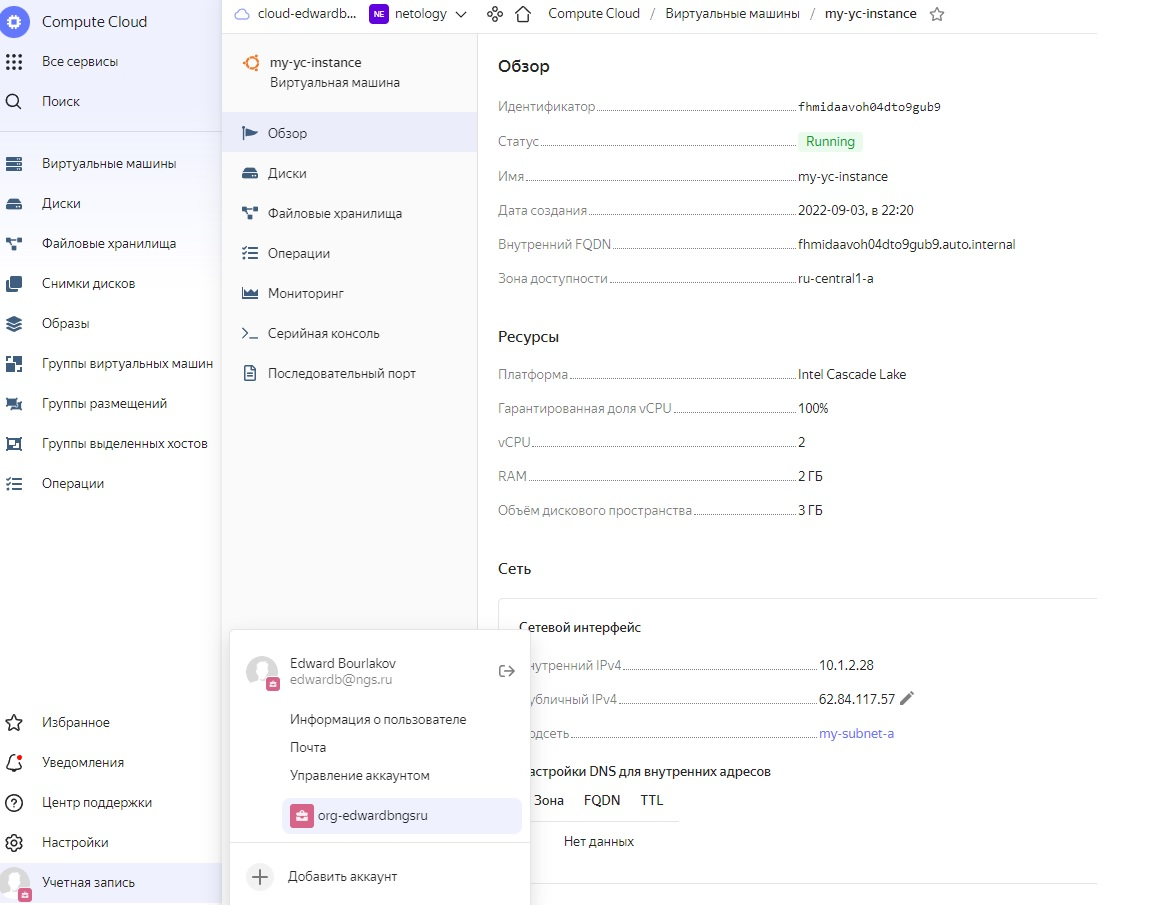 Compute Cloud
Все сервисы
Поиск
Виртуальные машины
Диски
Файловые хранилища
Снимки дисков
Образы
Группы виртуальных машин
Группы размещений
Группы выделенных хостов
Операции
Избранное
Уведомления
Центр поддержки
Настройки
Учетная запись
cloud-edwardb... NE netology Compute Cloud / Виртуальные машины / my-yc-instance
my-yc-instance
Виртуальная машина
Обзор
Диски
Файловые хранилища
Операции
Мониторинг
Серийная консоль
Последовательный порт
Edward Bourlakov
edwardb@ngs.ru
Информация о пользователе
Почта
Управление аккаунтом
org-edwardbngsru
Добавить аккаунт
Обзор
Идентификатор fhmidaavoh04dto9gub9
Статус Running
Имя my-yc-instance
Дата создания 2022-09-03, в 22:20
Внутренний FQDN fhmidaavoh04dto9gub9.auto.internal
Зона доступности ru-central1-a
Ресурсы
Платформа Intel Cascade Lake
Гарантированная доля vCPU 100%
vCPU 2
RAM 2 ГБ
Объём дискового пространства 3 ГБ
Сеть
Сетевой интерфейс
нутренний IPv4 10.1.2.28
убличный IPv4 62.84.117.57
одсеть my-subnet-a
астройки DNS для внутренних адресов
Зона FQDN TTL
Нет данных